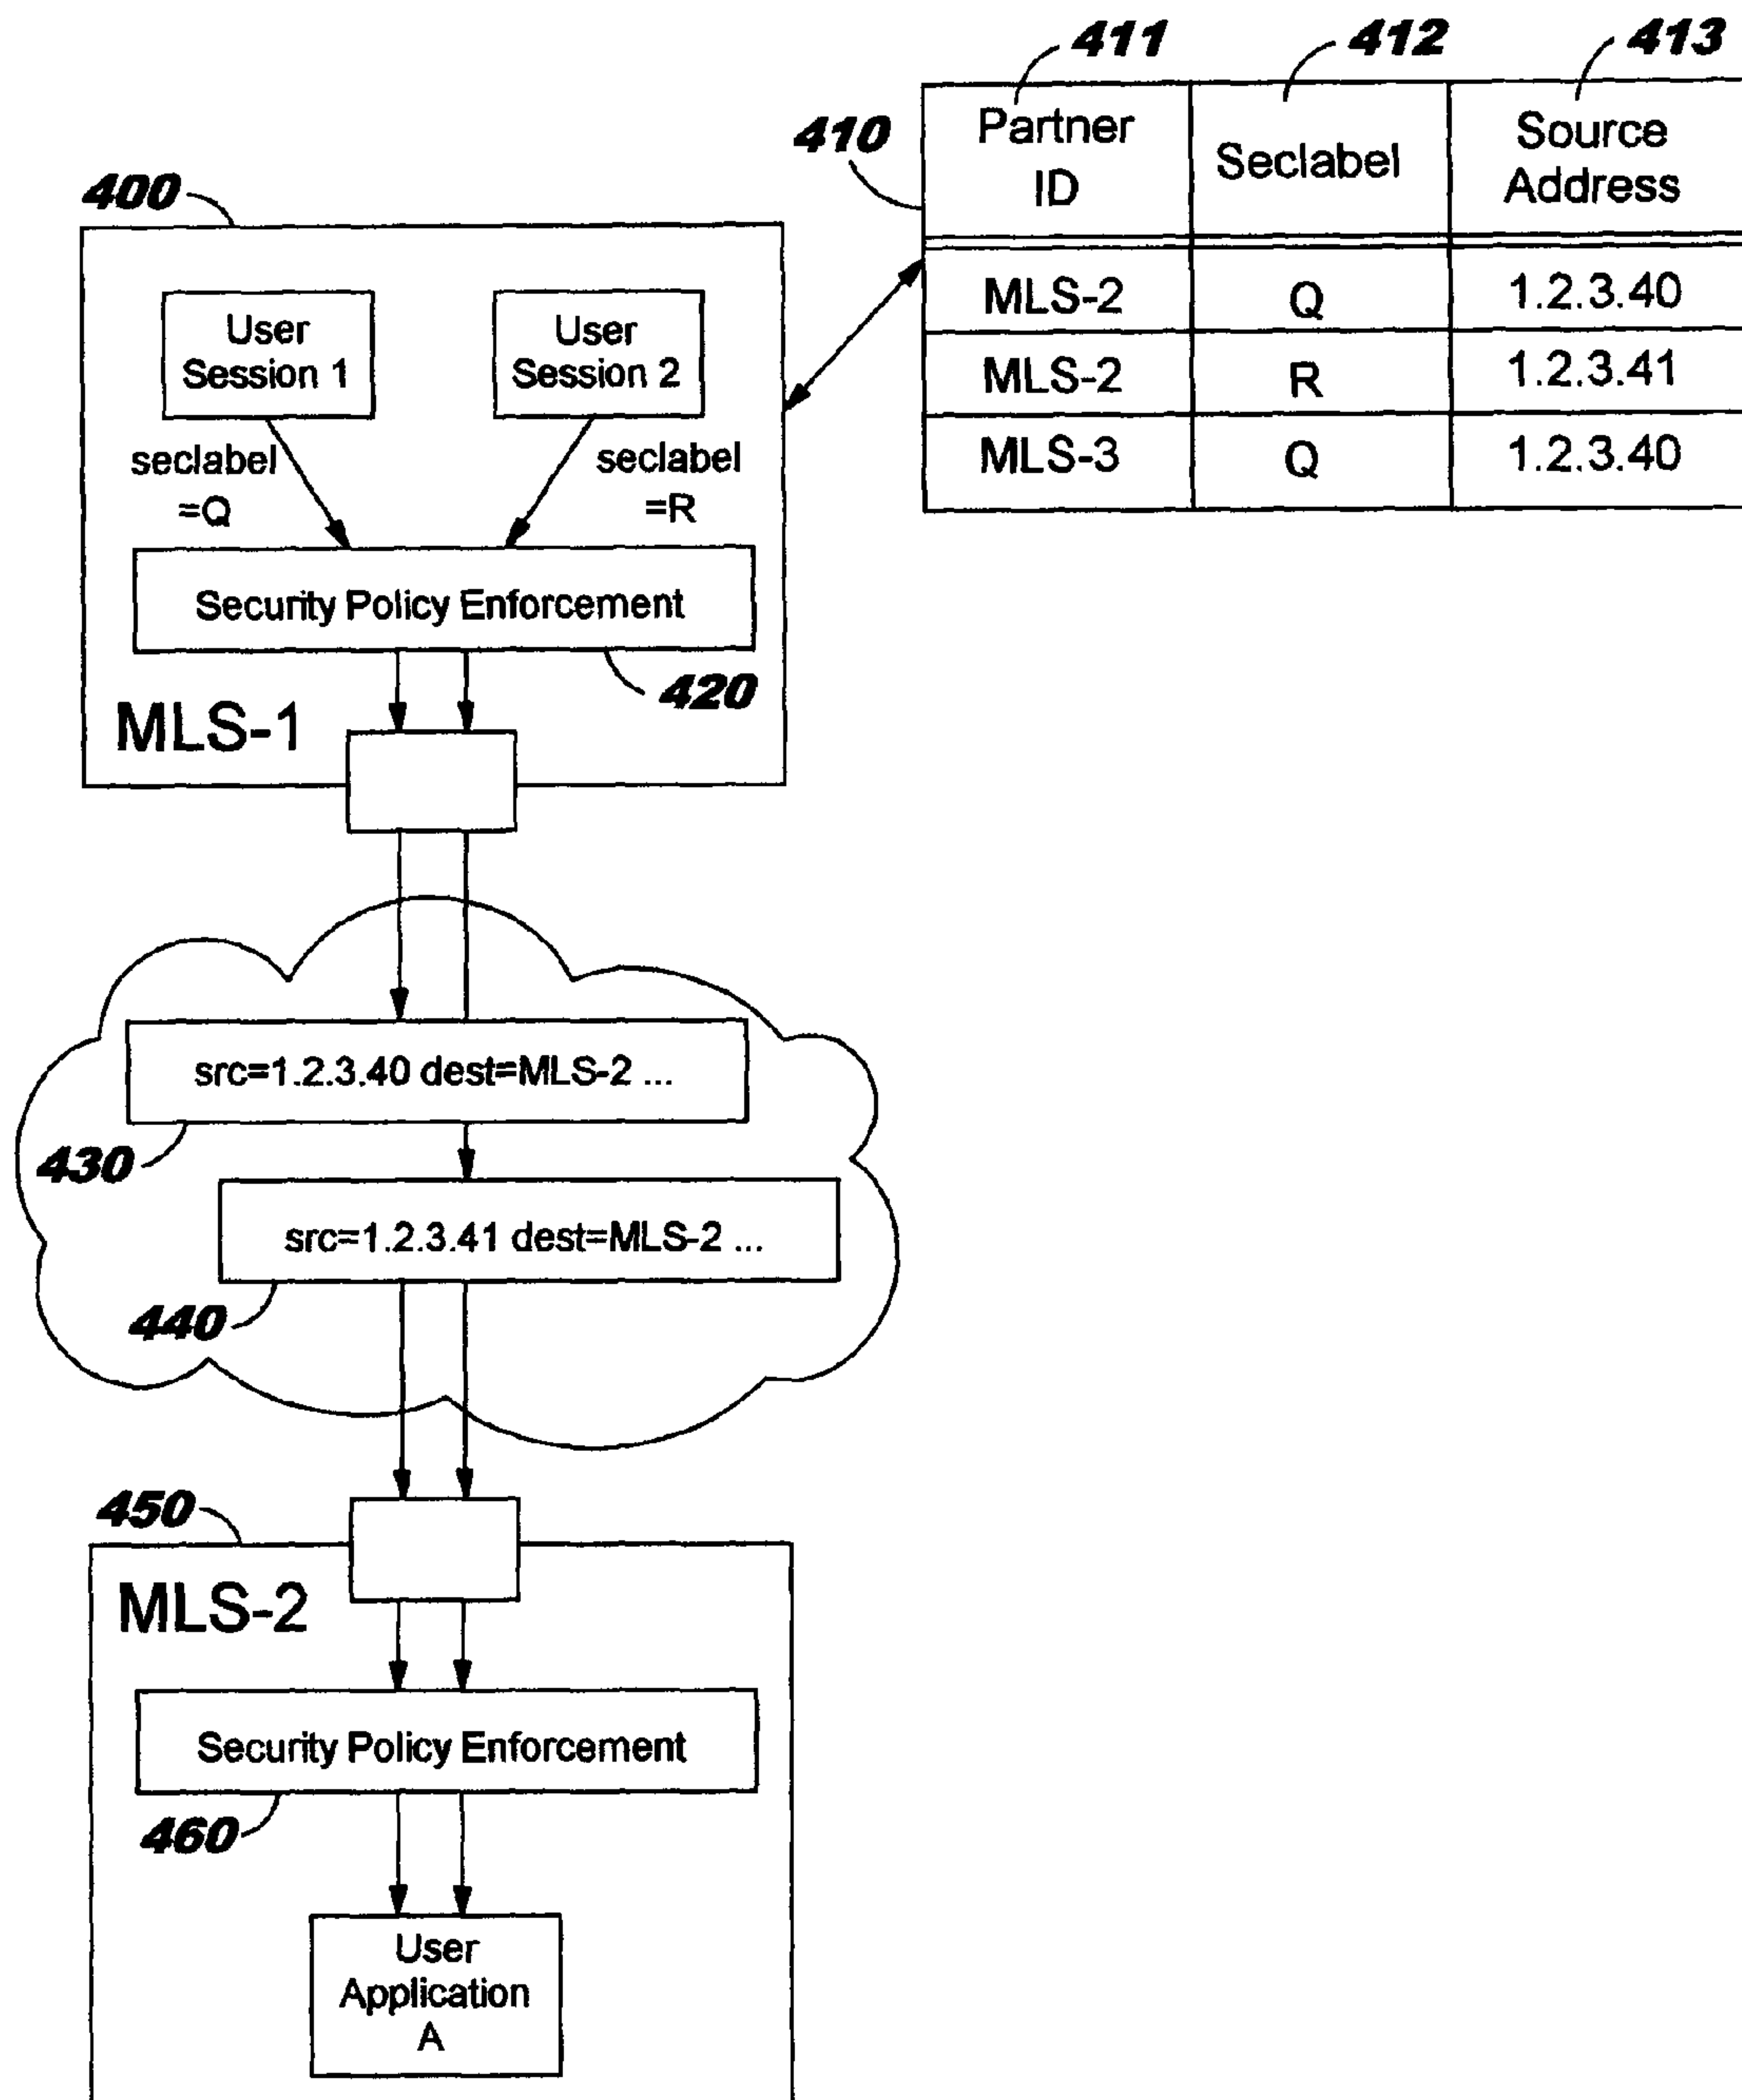 411
412
413
410
Partner
ID
Seclabel
Source
Address
MLS-2
Q
1.2.3.40
MLS-2
R
1.2.3.41
MLS-3
Q
1.2.3.40
400
User
Session 1
User
Session 2
seclabel
=Q
seclabel
=R
Security Policy Enforcement
420
MLS-1
src=1.2.3.40 dest=MLS-2 ...
430
src=1.2.3.41 dest=MLS-2 ...
440
450
MLS-2
Security Policy Enforcement
460
User
Application
A